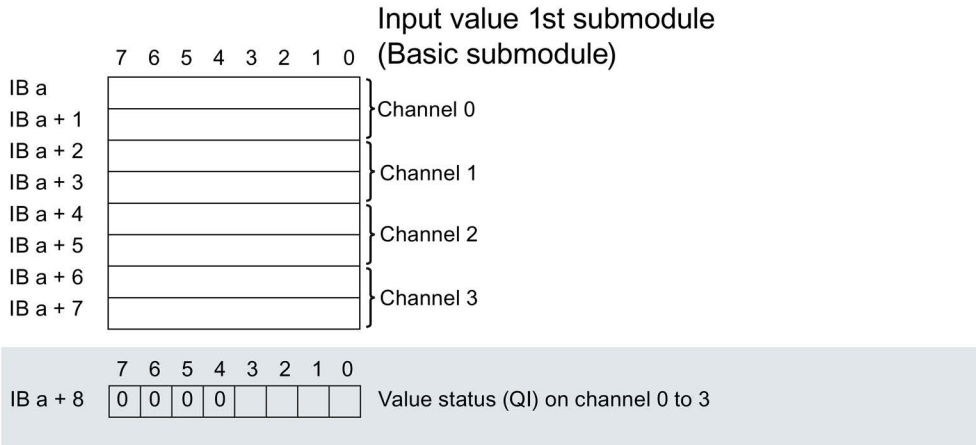 Input value 1st submodule
(Basic submodule)
7 6 5 4 3 2 1 0
IB a
IB a + 1
Channel 0
IB a + 2
IB a + 3
Channel 1
IB a + 4
IB a + 5
Channel 2
IB a + 6
IB a + 7
Channel 3
7 6 5 4 3 2 1 0
IB a + 8 0 0 0 0 Value status (QI) on channel 0 to 3